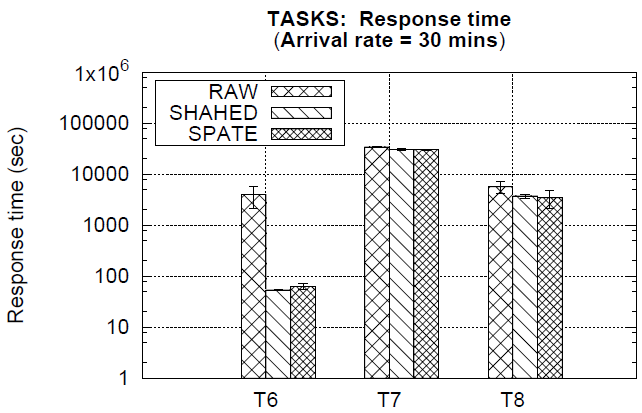 TASKS:  Response time
(Arrival rate = 30 mins)
Response time (sec)
1x10^6
100000
10000
1000
100
10
1
RAW
SHAHED
SPATE
T6
T7
T8